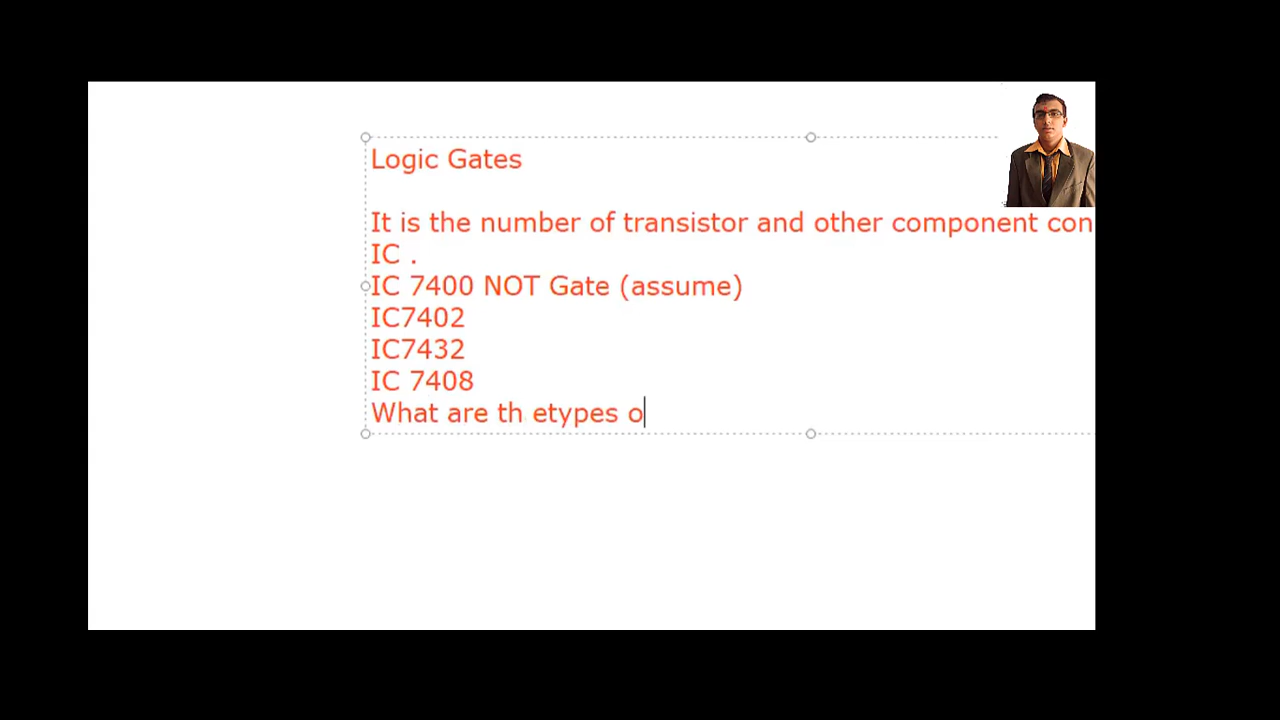 Logic Gates
It is the number of transistor and other component con
IC .
IC 7400 NOT Gate (assume)
IC7402
IC7432
IC 7408
What are th etypes o